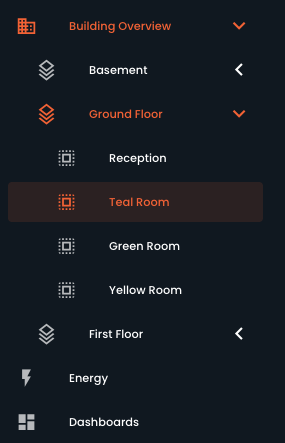 Building Overview
Basement
Ground Floor
Reception
Teal Room
Green Room
Yellow Room
First Floor
Energy
Dashboards